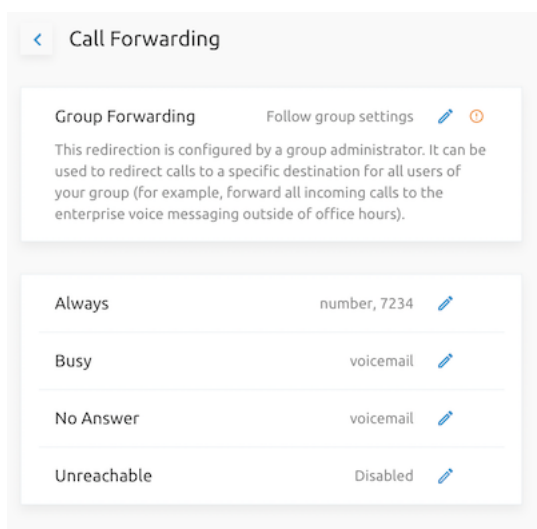 Call Forwarding
Group Forwarding Follow group settings
This redirection is configured by a group administrator. It can be
used to redirect calls to a specific destination for all users of
your group (for example, forward all incoming calls to the
enterprise voice messaging outside of office hours).
Always number, 7234
Busy voicemail
No Answer voicemail
Unreachable Disabled